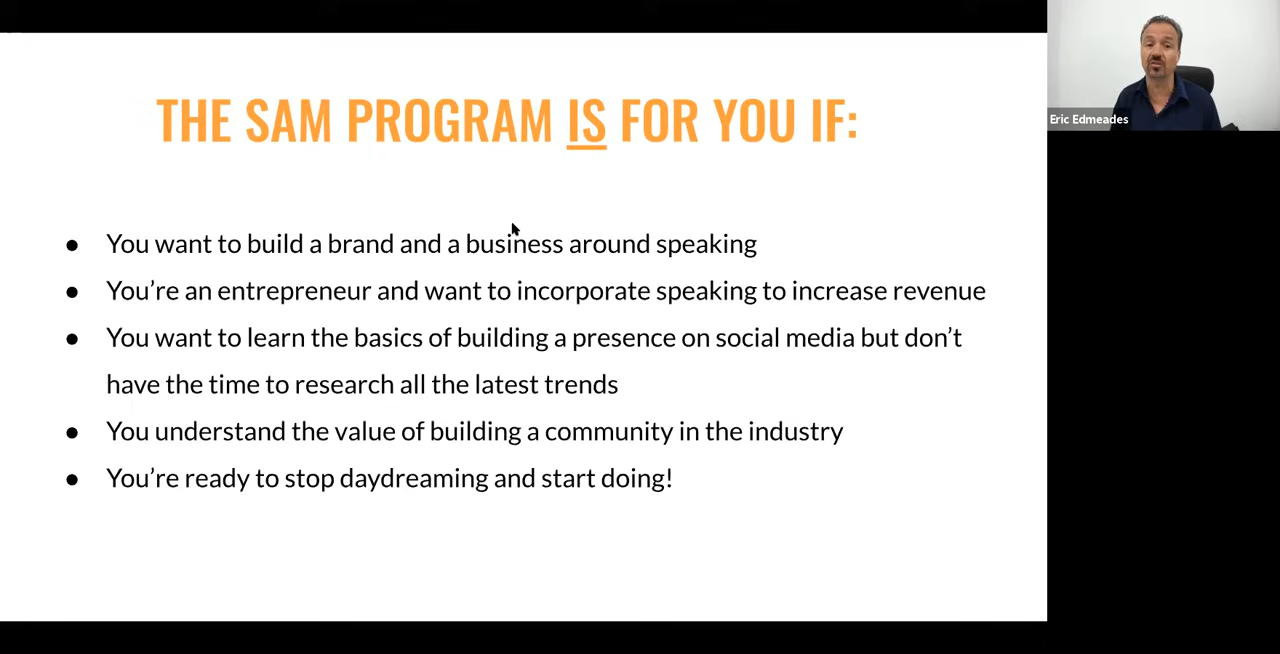 THE SAM PROGRAM IS FOR YOU IF:
Eric Edmeades
● You want to build a brand and a business around speaking
● You’re an entrepreneur and want to incorporate speaking to increase revenue
● You want to learn the basics of building a presence on social media but don’t
have the time to research all the latest trends
● You understand the value of building a community in the industry
● You’re ready to stop daydreaming and start doing!